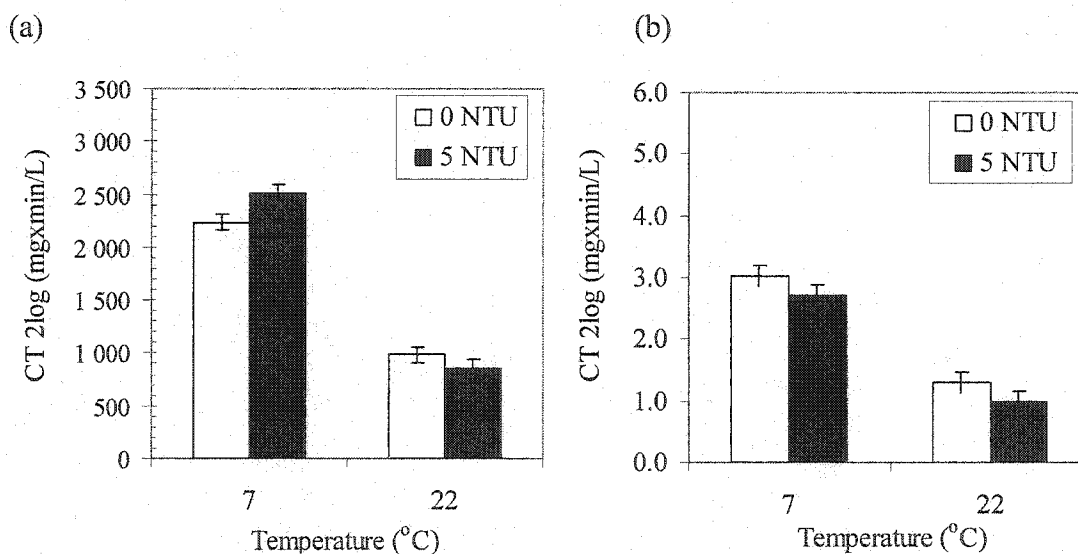 (a)
CT 2log (mgxmin/L)
3 500
3 000
2 500
2 000
1 500
1 000
500
0
0 NTU
5 NTU
7
22
Temperature (°C)
(b)
CT 2log (mgxmin/L)
6.0
5.0
4.0
3.0
2.0
1.0
0.0
0 NTU
5 NTU
7
22
Temperature (°C)